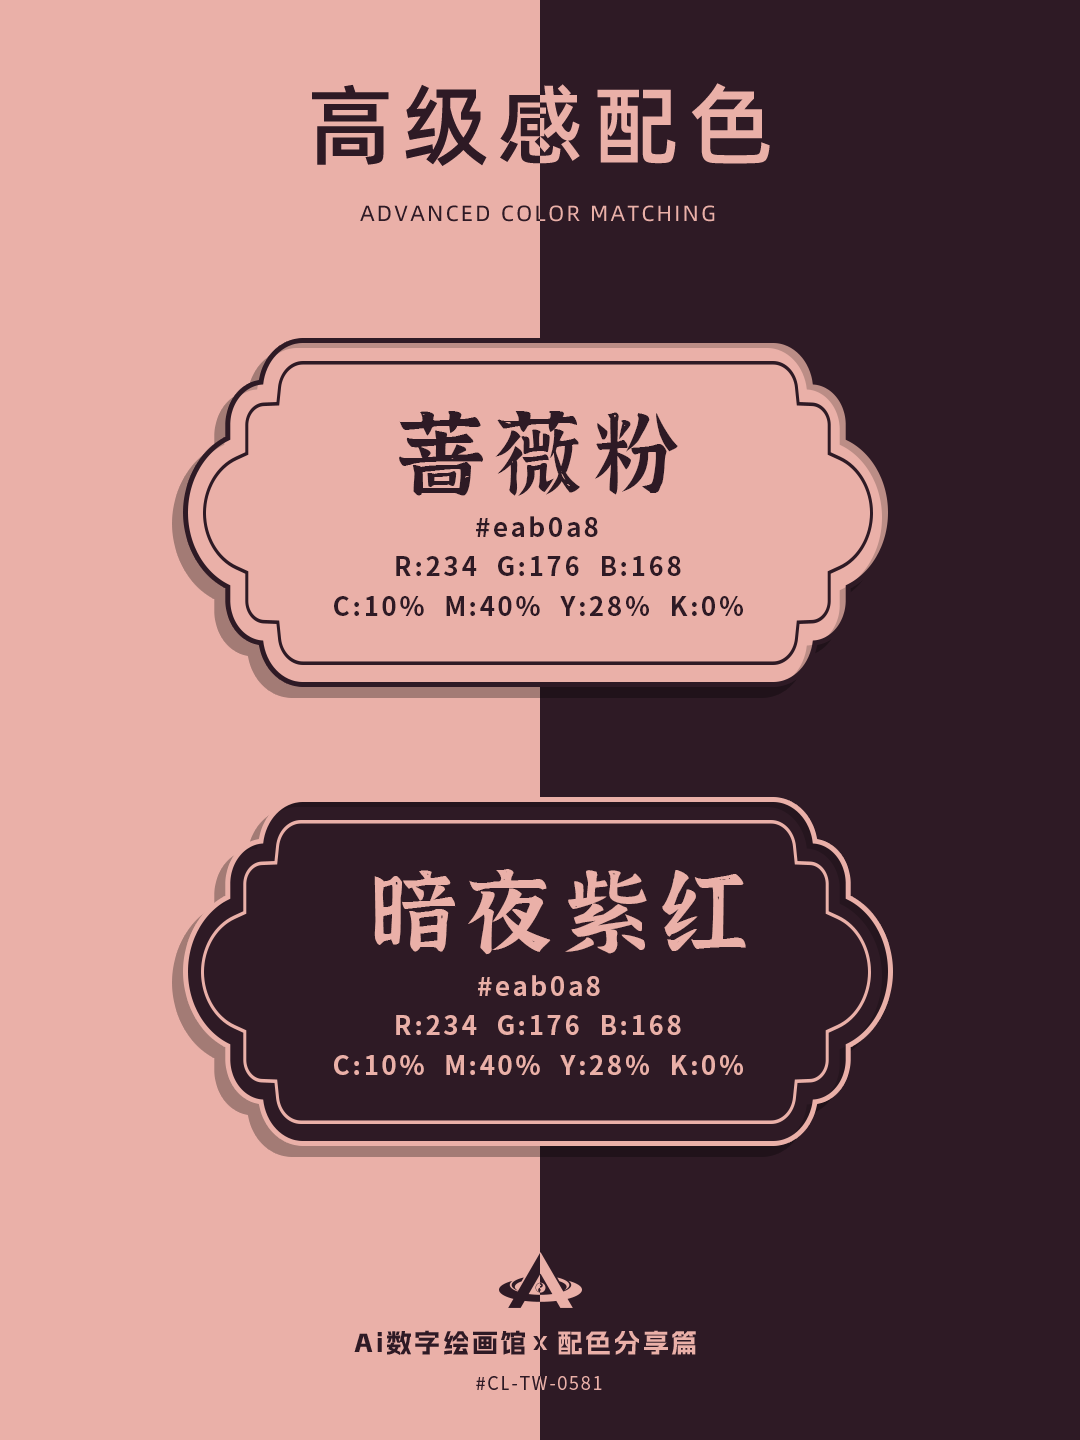 高级感配色
ADVANCED COLOR MATCHING
蔷薇粉
#eab0a8
R:234 G:176 B:168
C:10% M:40% Y:28% K:0%
暗夜紫红
#eab0a8
R:234 G:176 B:168
C:10% M:40% Y:28% K:0%
Ai数字绘画馆 x 配色分享篇
#CL-TW-0581